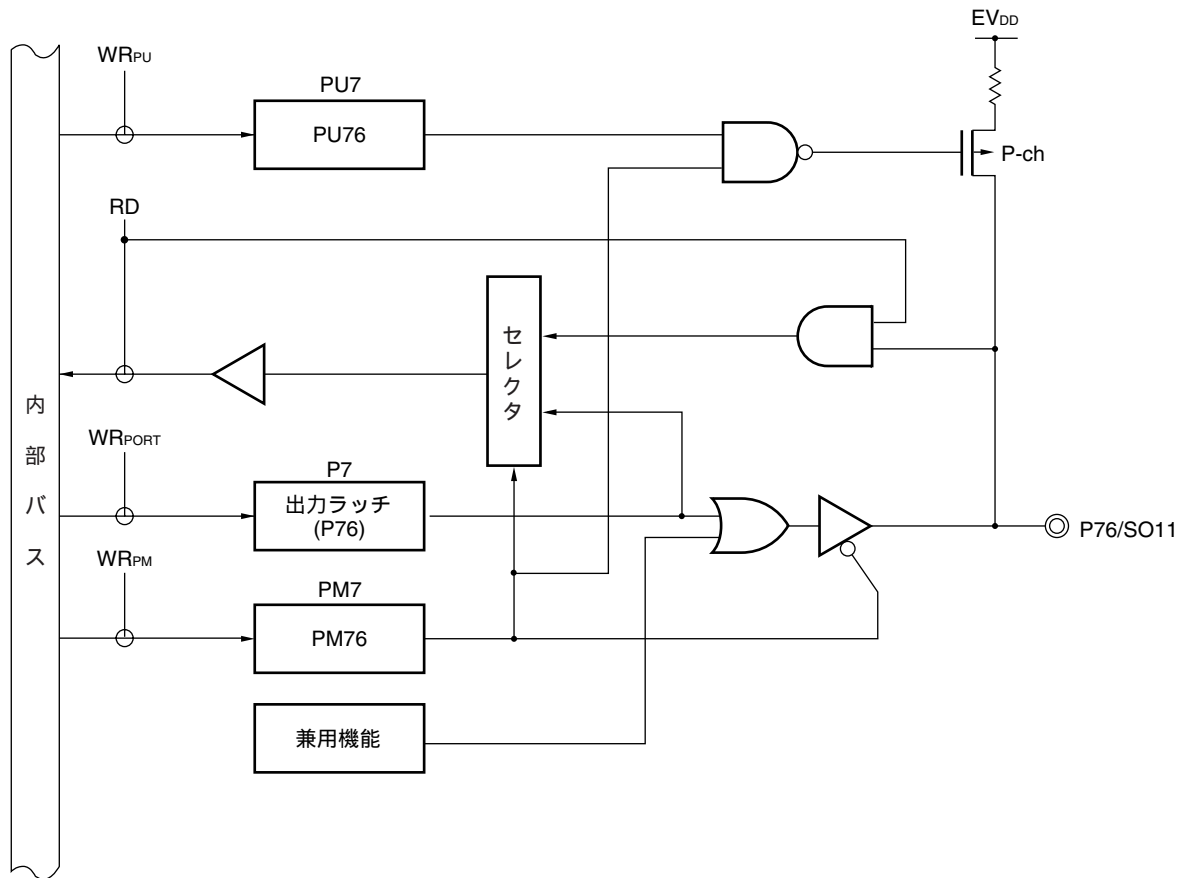 EVDD
WRPU
PU7
PU76
P-ch
RD
セレクタ
内部バス
WRPORT
P7
出力ラッチ
(P76)
P76/SO11
WRPM
PM7
PM76
兼用機能